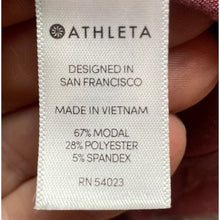 ATHLETA
DESIGNED IN
SAN FRANCISCO
MADE IN VIETNAM
67% MODAL
28% POLYESTER
5% SPANDEX
RN 54023